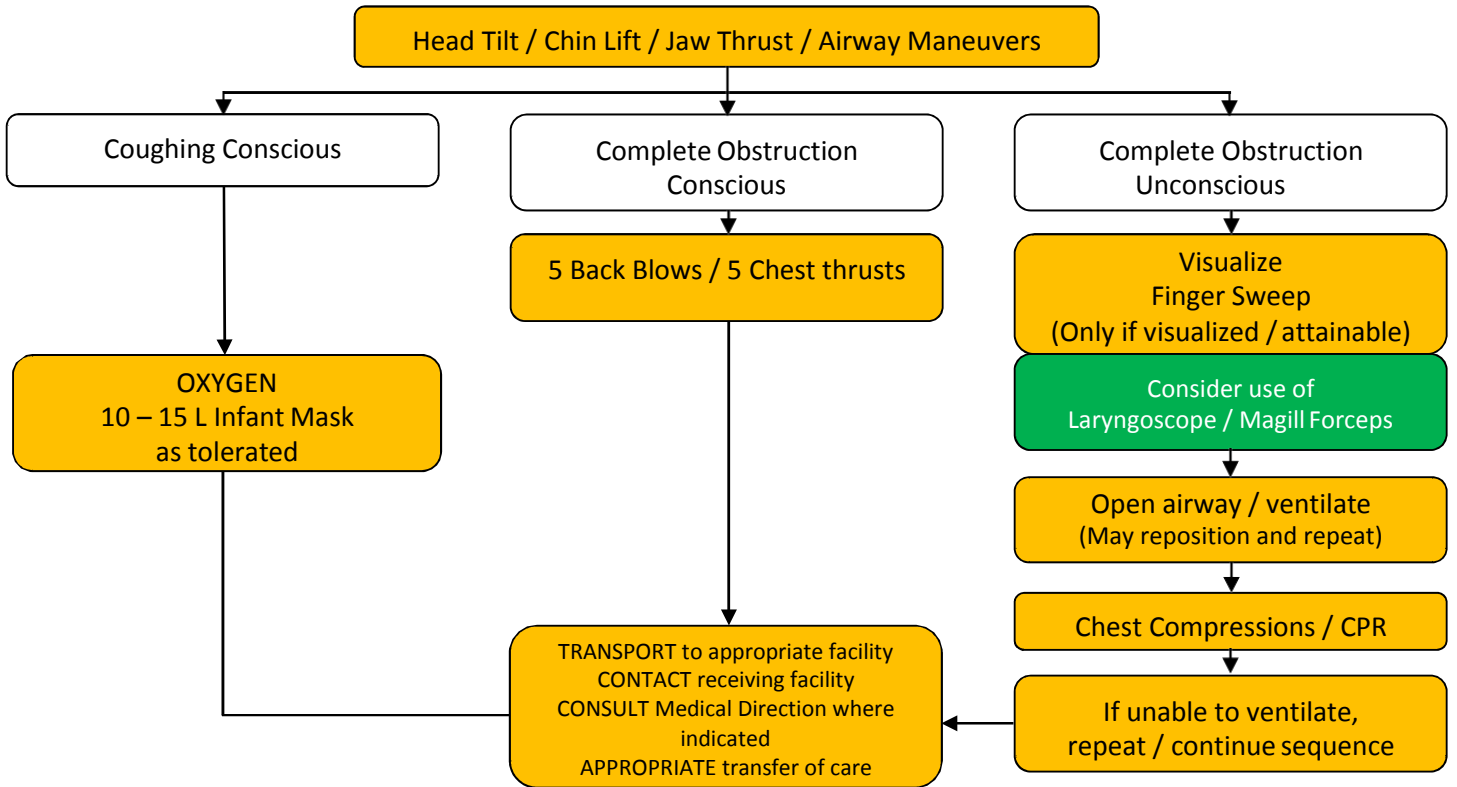 Head Tilt / Chin Lift / Jaw Thrust / Airway Maneuvers
Coughing Conscious
Complete Obstruction
Conscious
Complete Obstruction
Unconscious
5 Back Blows / 5 Chest thrusts
Visualize
Finger Sweep
(Only if visualized / attainable)
OXYGEN
10 – 15 L Infant Mask
as tolerated
Consider use of
Laryngoscope / Magill Forceps
Open airway / ventilate
(May reposition and repeat)
Chest Compressions / CPR
TRANSPORT to appropriate facility
CONTACT receiving facility
CONSULT Medical Direction where
indicated
APPROPRIATE transfer of care
If unable to ventilate,
repeat / continue sequence